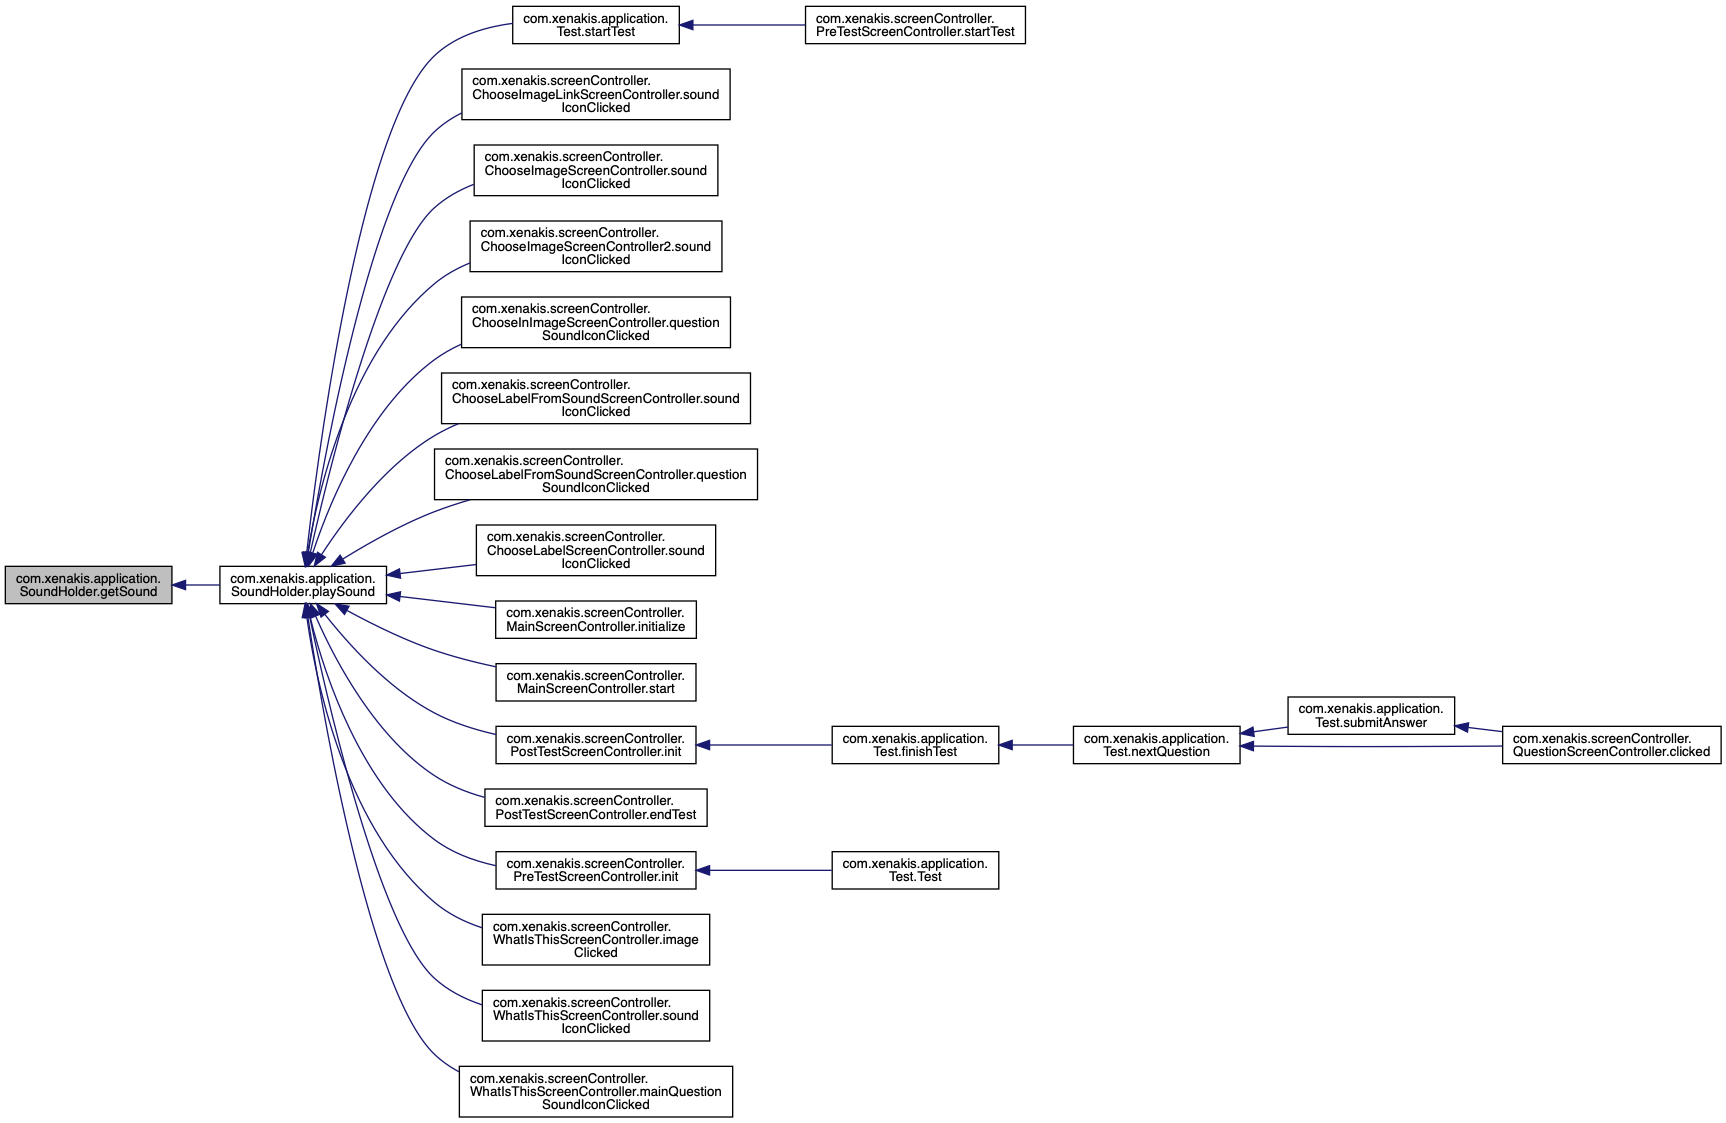 com.xenakis.application.
Test.startTest
com.xenakis.screenController.
PreTestScreenController.startTest
com.xenakis.screenController.
ChooseImageLinkScreenController.sound
IconClicked
com.xenakis.screenController.
ChooseImageScreenController.sound
IconClicked
com.xenakis.screenController.
ChooseImageScreenController2.sound
IconClicked
com.xenakis.screenController.
ChooseInImageScreenController.question
SoundIconClicked
com.xenakis.screenController.
ChooseLabelFromSoundScreenController.sound
IconClicked
com.xenakis.screenController.
ChooseLabelFromSoundScreenController.question
SoundIconClicked
com.xenakis.screenController.
ChooseLabelScreenController.sound
IconClicked
com.xenakis.application.
SoundHolder.getSound
com.xenakis.application.
SoundHolder.playSound
com.xenakis.screenController.
MainScreenController.initialize
com.xenakis.screenController.
MainScreenController.start
com.xenakis.screenController.
PostTestScreenController.init
com.xenakis.application.
Test.finishTest
com.xenakis.application.
Test.nextQuestion
com.xenakis.application.
Test.submitAnswer
com.xenakis.screenController.
QuestionScreenController.clicked
com.xenakis.screenController.
PostTestScreenController.endTest
com.xenakis.screenController.
PreTestScreenController.init
com.xenakis.application.
Test.Test
com.xenakis.screenController.
WhatIsThisScreenController.image
Clicked
com.xenakis.screenController.
WhatIsThisScreenController.sound
IconClicked
com.xenakis.screenController.
WhatIsThisScreenController.mainQuestion
SoundIconClicked